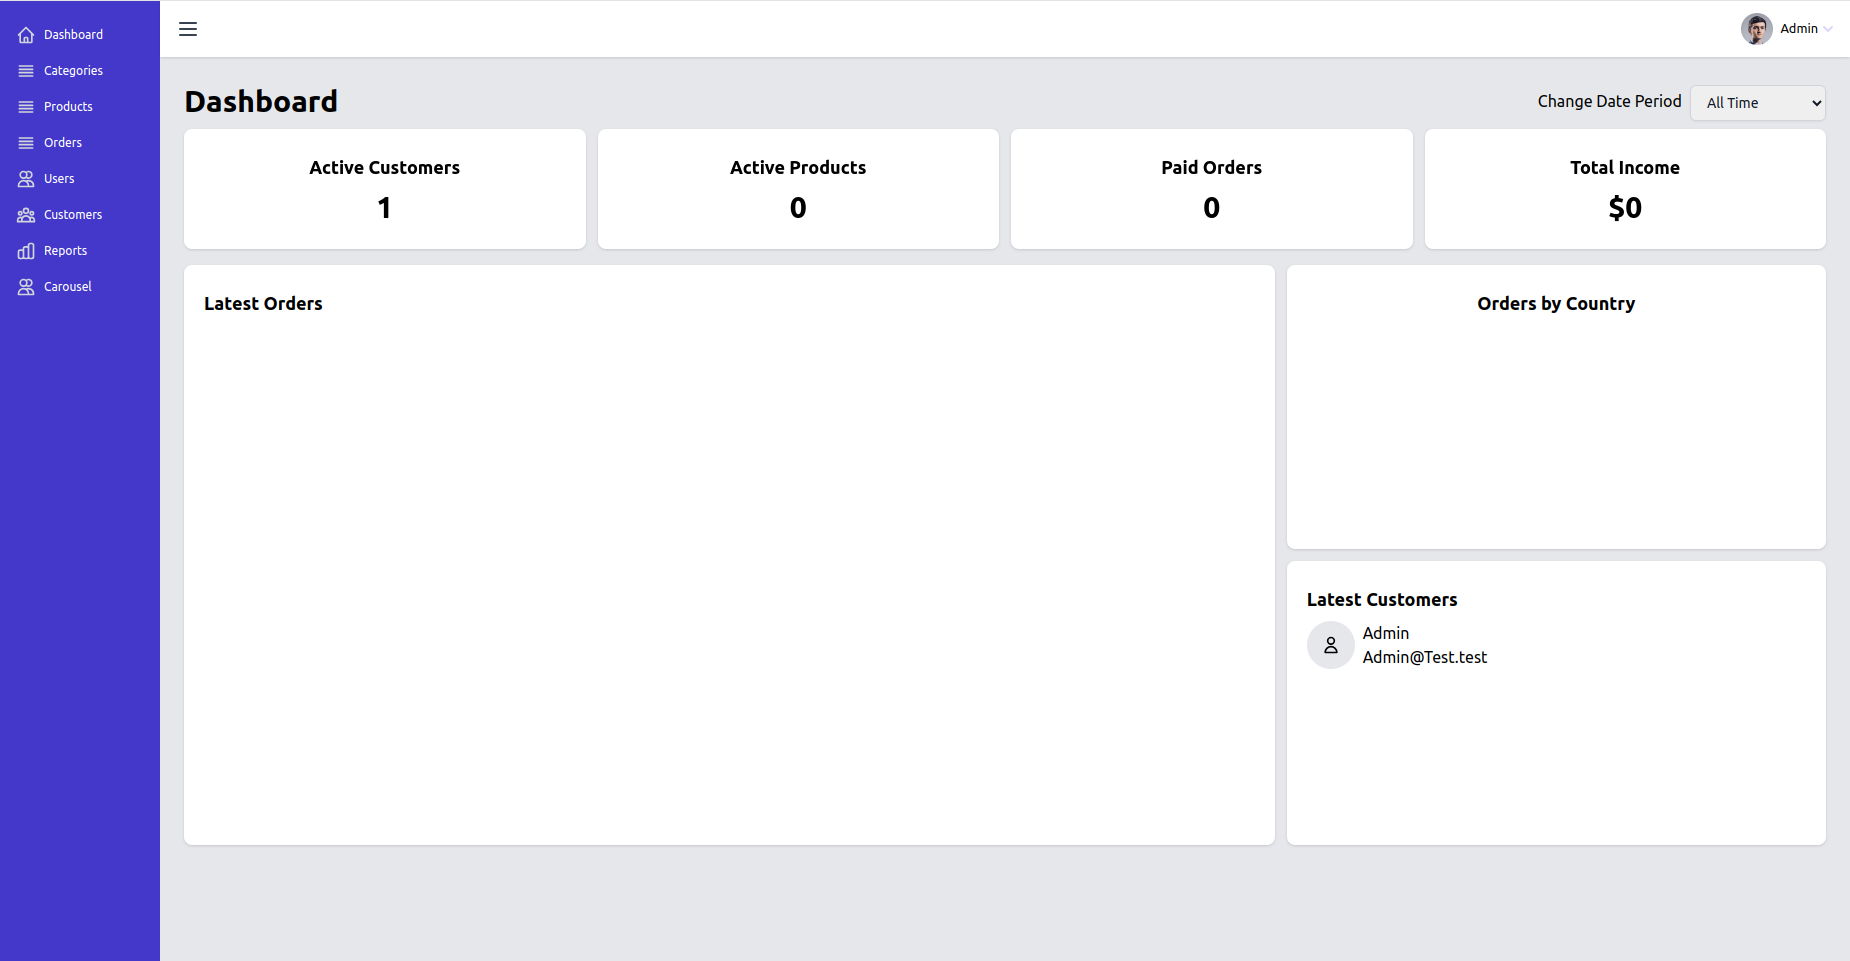 Dashboard
Categories
Products
Orders
Users
Customers
Reports
Carousel
Admin
Dashboard
Change Date Period
All Time
Active Customers
1
Active Products
0
Paid Orders
0
Total Income
$0
Latest Orders
Orders by Country
Latest Customers
Admin
Admin@Test.test